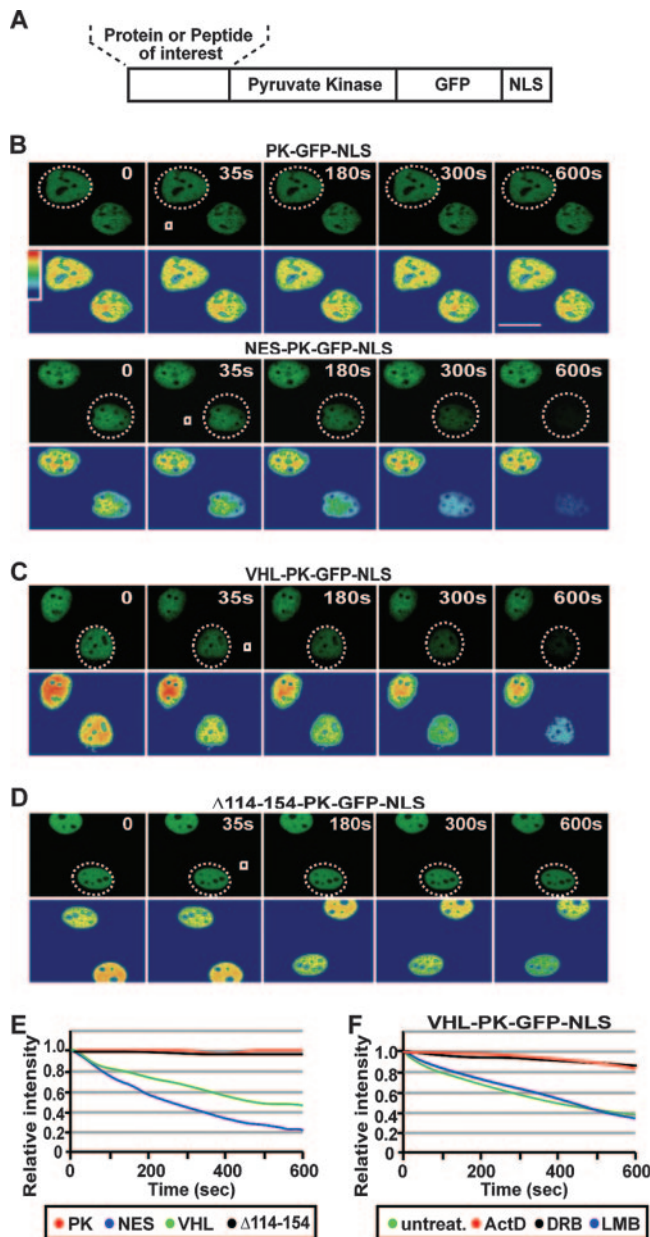 A
Protein or Peptide
of interest
Pyruvate Kinase GFP NLS
B
PK-GFP-NLS
0 35s 180s 300s 600s
NES-PK-GFP-NLS
0 35s 180s 300s 600s
C
VHL-PK-GFP-NLS
0 35s 180s 300s 600s
D
Δ114-154-PK-GFP-NLS
0 35s 180s 300s 600s
E
Relative intensity
1.0
0.8
0.6
0.4
0.2
0
0 200 400 600
Time (sec)
PK NES VHL Δ114-154
F
VHL-PK-GFP-NLS
Relative intensity
1.0
0.8
0.6
0.4
0.2
0
0 200 400 600
Time (sec)
untreat. ActD DRB LMB